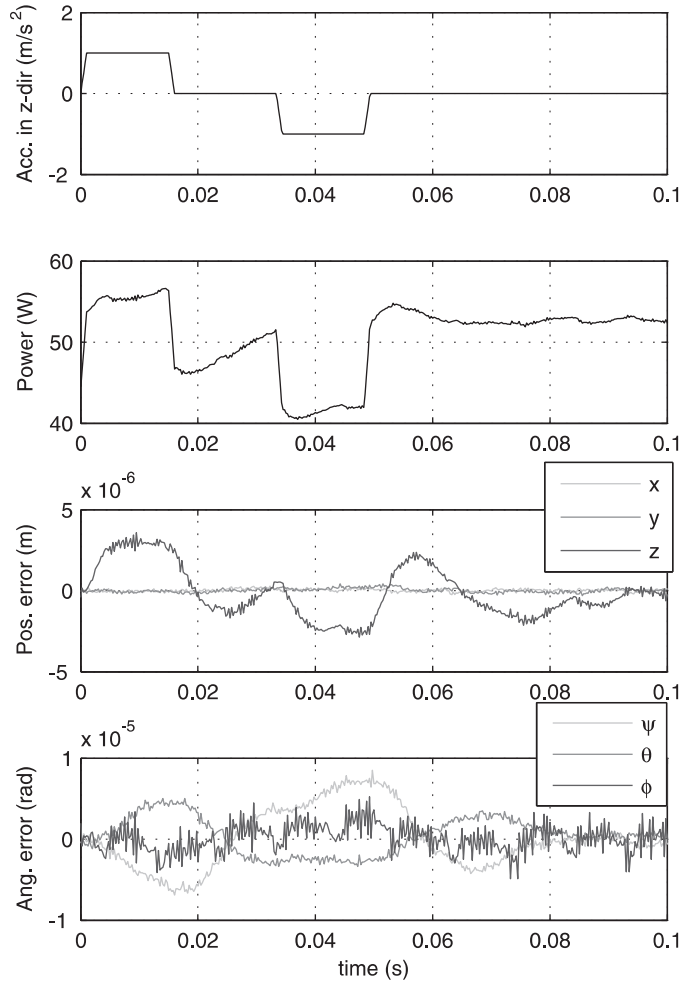 2
0
-2
Acc. in z-dir (m/s²)
0 0.02 0.04 0.06 0.08 0.1
60
50
40
Power (W)
0 0.02 0.04 0.06 0.08 0.1
x 10⁻⁶
5
0
-5
Pos. error (m)
x
y
z
0 0.02 0.04 0.06 0.08 0.1
x 10⁻⁵
1
0
-1
Ang. error (rad)
ψ
θ
ϕ
0 0.02 0.04 0.06 0.08 0.1
time (s)